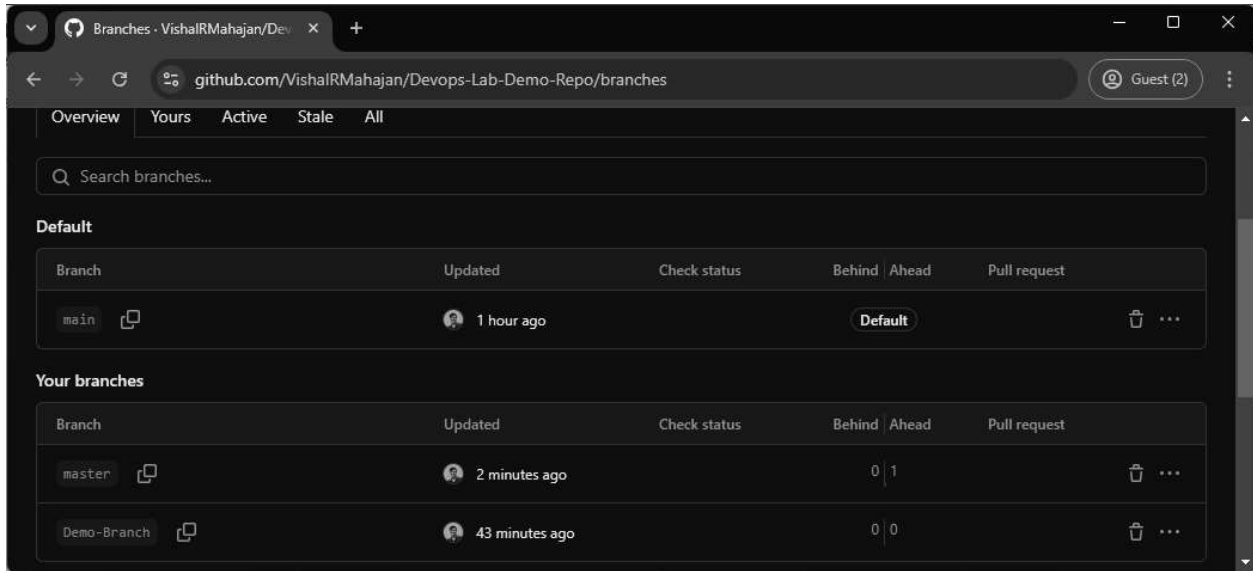 Branches · VishalRMahajan/Dev
github.com/VishalRMahajan/Devops-Lab-Demo-Repo/branches
Guest (2)
Overview Yours Active Stale All
Search branches...
Default
Branch Updated Check status Behind Ahead Pull request
main 1 hour ago Default
Your branches
Branch Updated Check status Behind Ahead Pull request
master 2 minutes ago 0 1
Demo-Branch 43 minutes ago 0 0